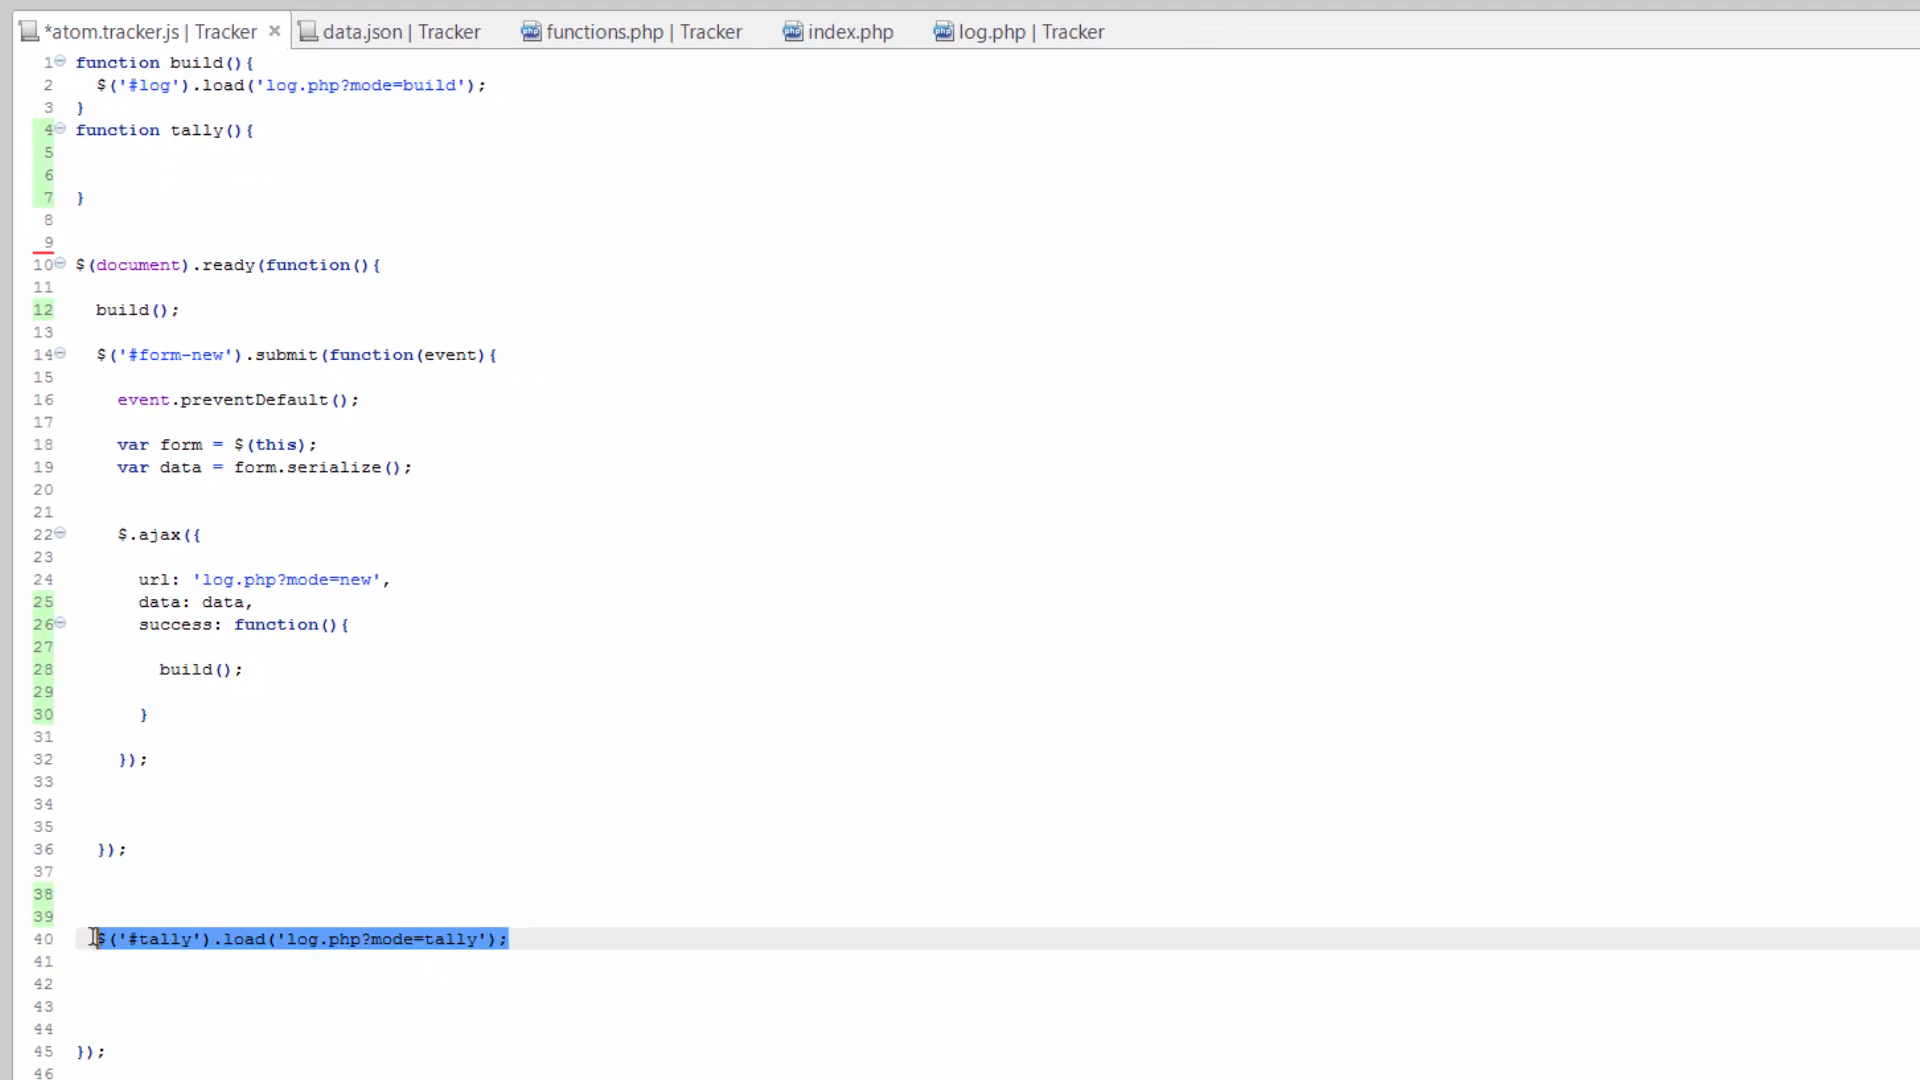 *atom.tracker.js | Tracker data.json | Tracker functions.php | Tracker index.php log.php | Tracker
1 function build(){
2 $('#log').load('log.php?mode=build');
3 }
4 function tally(){
5
6
7 }
8
9
10 $(document).ready(function(){
11
12 build();
13
14 $('#form-new').submit(function(event){
15
16 event.preventDefault();
17
18 var form = $(this);
19 var data = form.serialize();
20
21
22 $.ajax({
23
24 url: 'log.php?mode=new',
25 data: data,
26 success: function(){
27
28 build();
29
30 }
31
32 });
33
34
35
36 });
37
38
39
40 $('#tally').load('log.php?mode=tally');
41
42
43
44
45 });
46